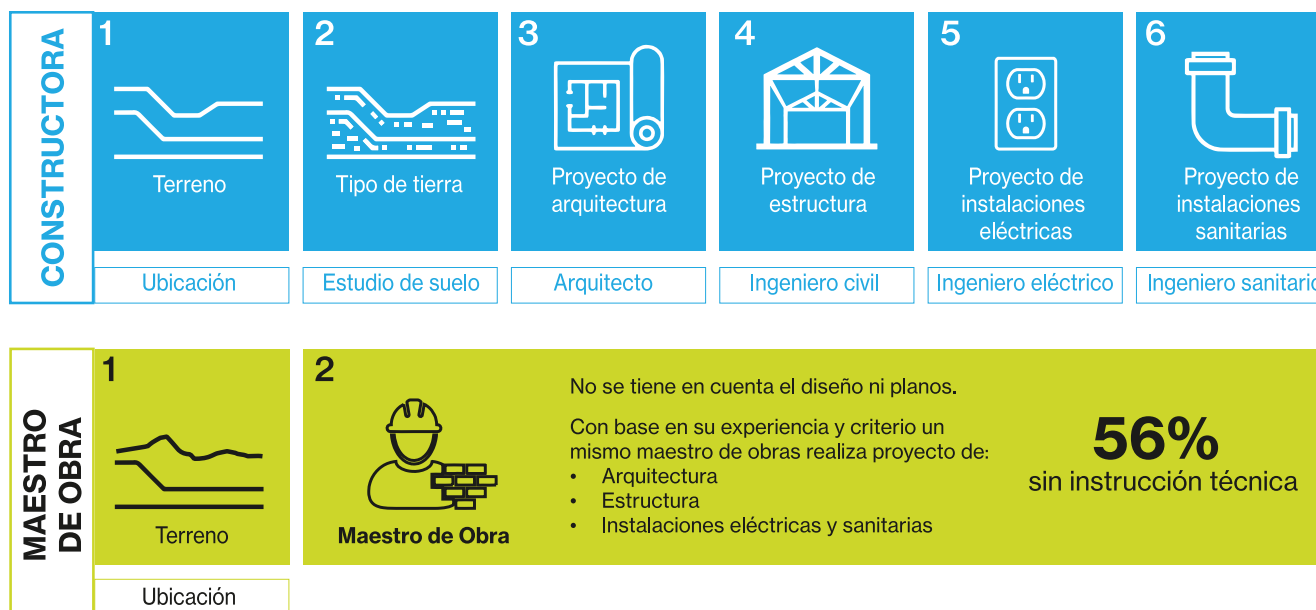 CONSTRUCTORA
1
Terreno
Ubicación
2
Tipo de tierra
Estudio de suelo
3
Proyecto de
arquitectura
Arquitecto
4
Proyecto de
estructura
Ingeniero civil
5
Proyecto de
instalaciones
eléctricas
Ingeniero eléctrico
6
Proyecto de
instalaciones
sanitarias
Ingeniero sanitario
MAESTRO
DE OBRA
1
Terreno
Ubicación
2
Maestro de Obra
No se tiene en cuenta el diseño ni planos.
Con base en su experiencia y criterio un
mismo maestro de obras realiza proyecto de:
• Arquitectura
• Estructura
• Instalaciones eléctricas y sanitarias
56%
sin instrucción técnica